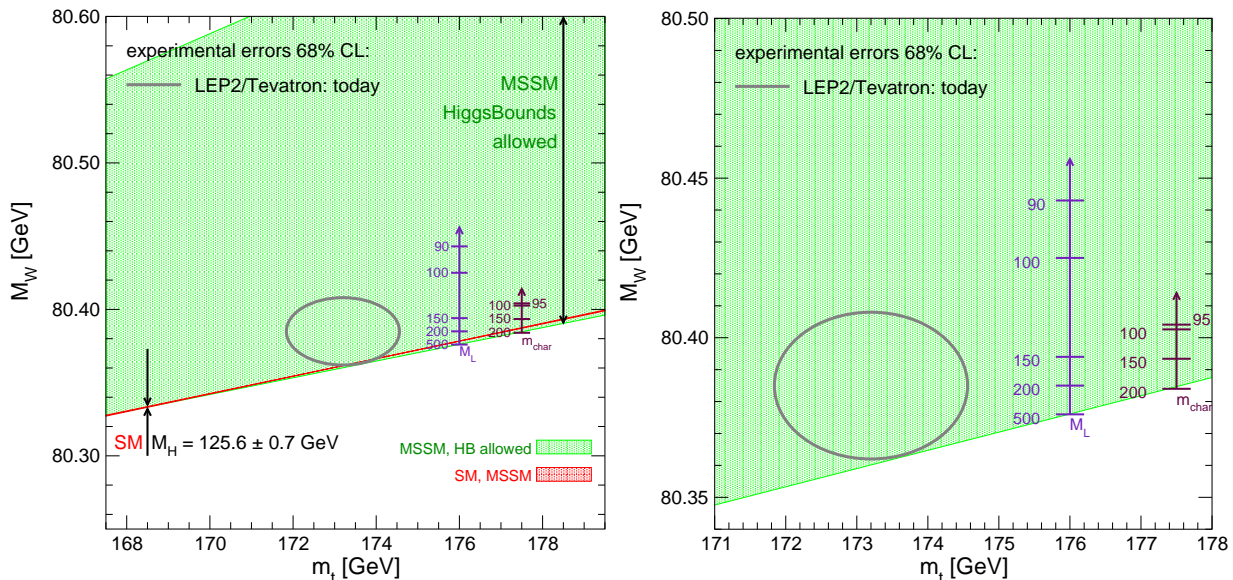 experimental errors 68% CL:
LEP2/Tevatron: today
MSSM
HiggsBounds
allowed
90
100
150
200
500
M_L
100 95
150
200
m_char
SM M_H = 125.6 ± 0.7 GeV
MSSM, HB allowed
SM, MSSM
80.60
80.50
80.40
80.30
M_W [GeV]
168 170 172 174 176 178
m_t [GeV]
experimental errors 68% CL:
LEP2/Tevatron: today
90
100
150
200
500
M_L
95
100
150
200
m_char
80.50
80.45
80.40
80.35
M_W [GeV]
171 172 173 174 175 176 177 178
m_t [GeV]